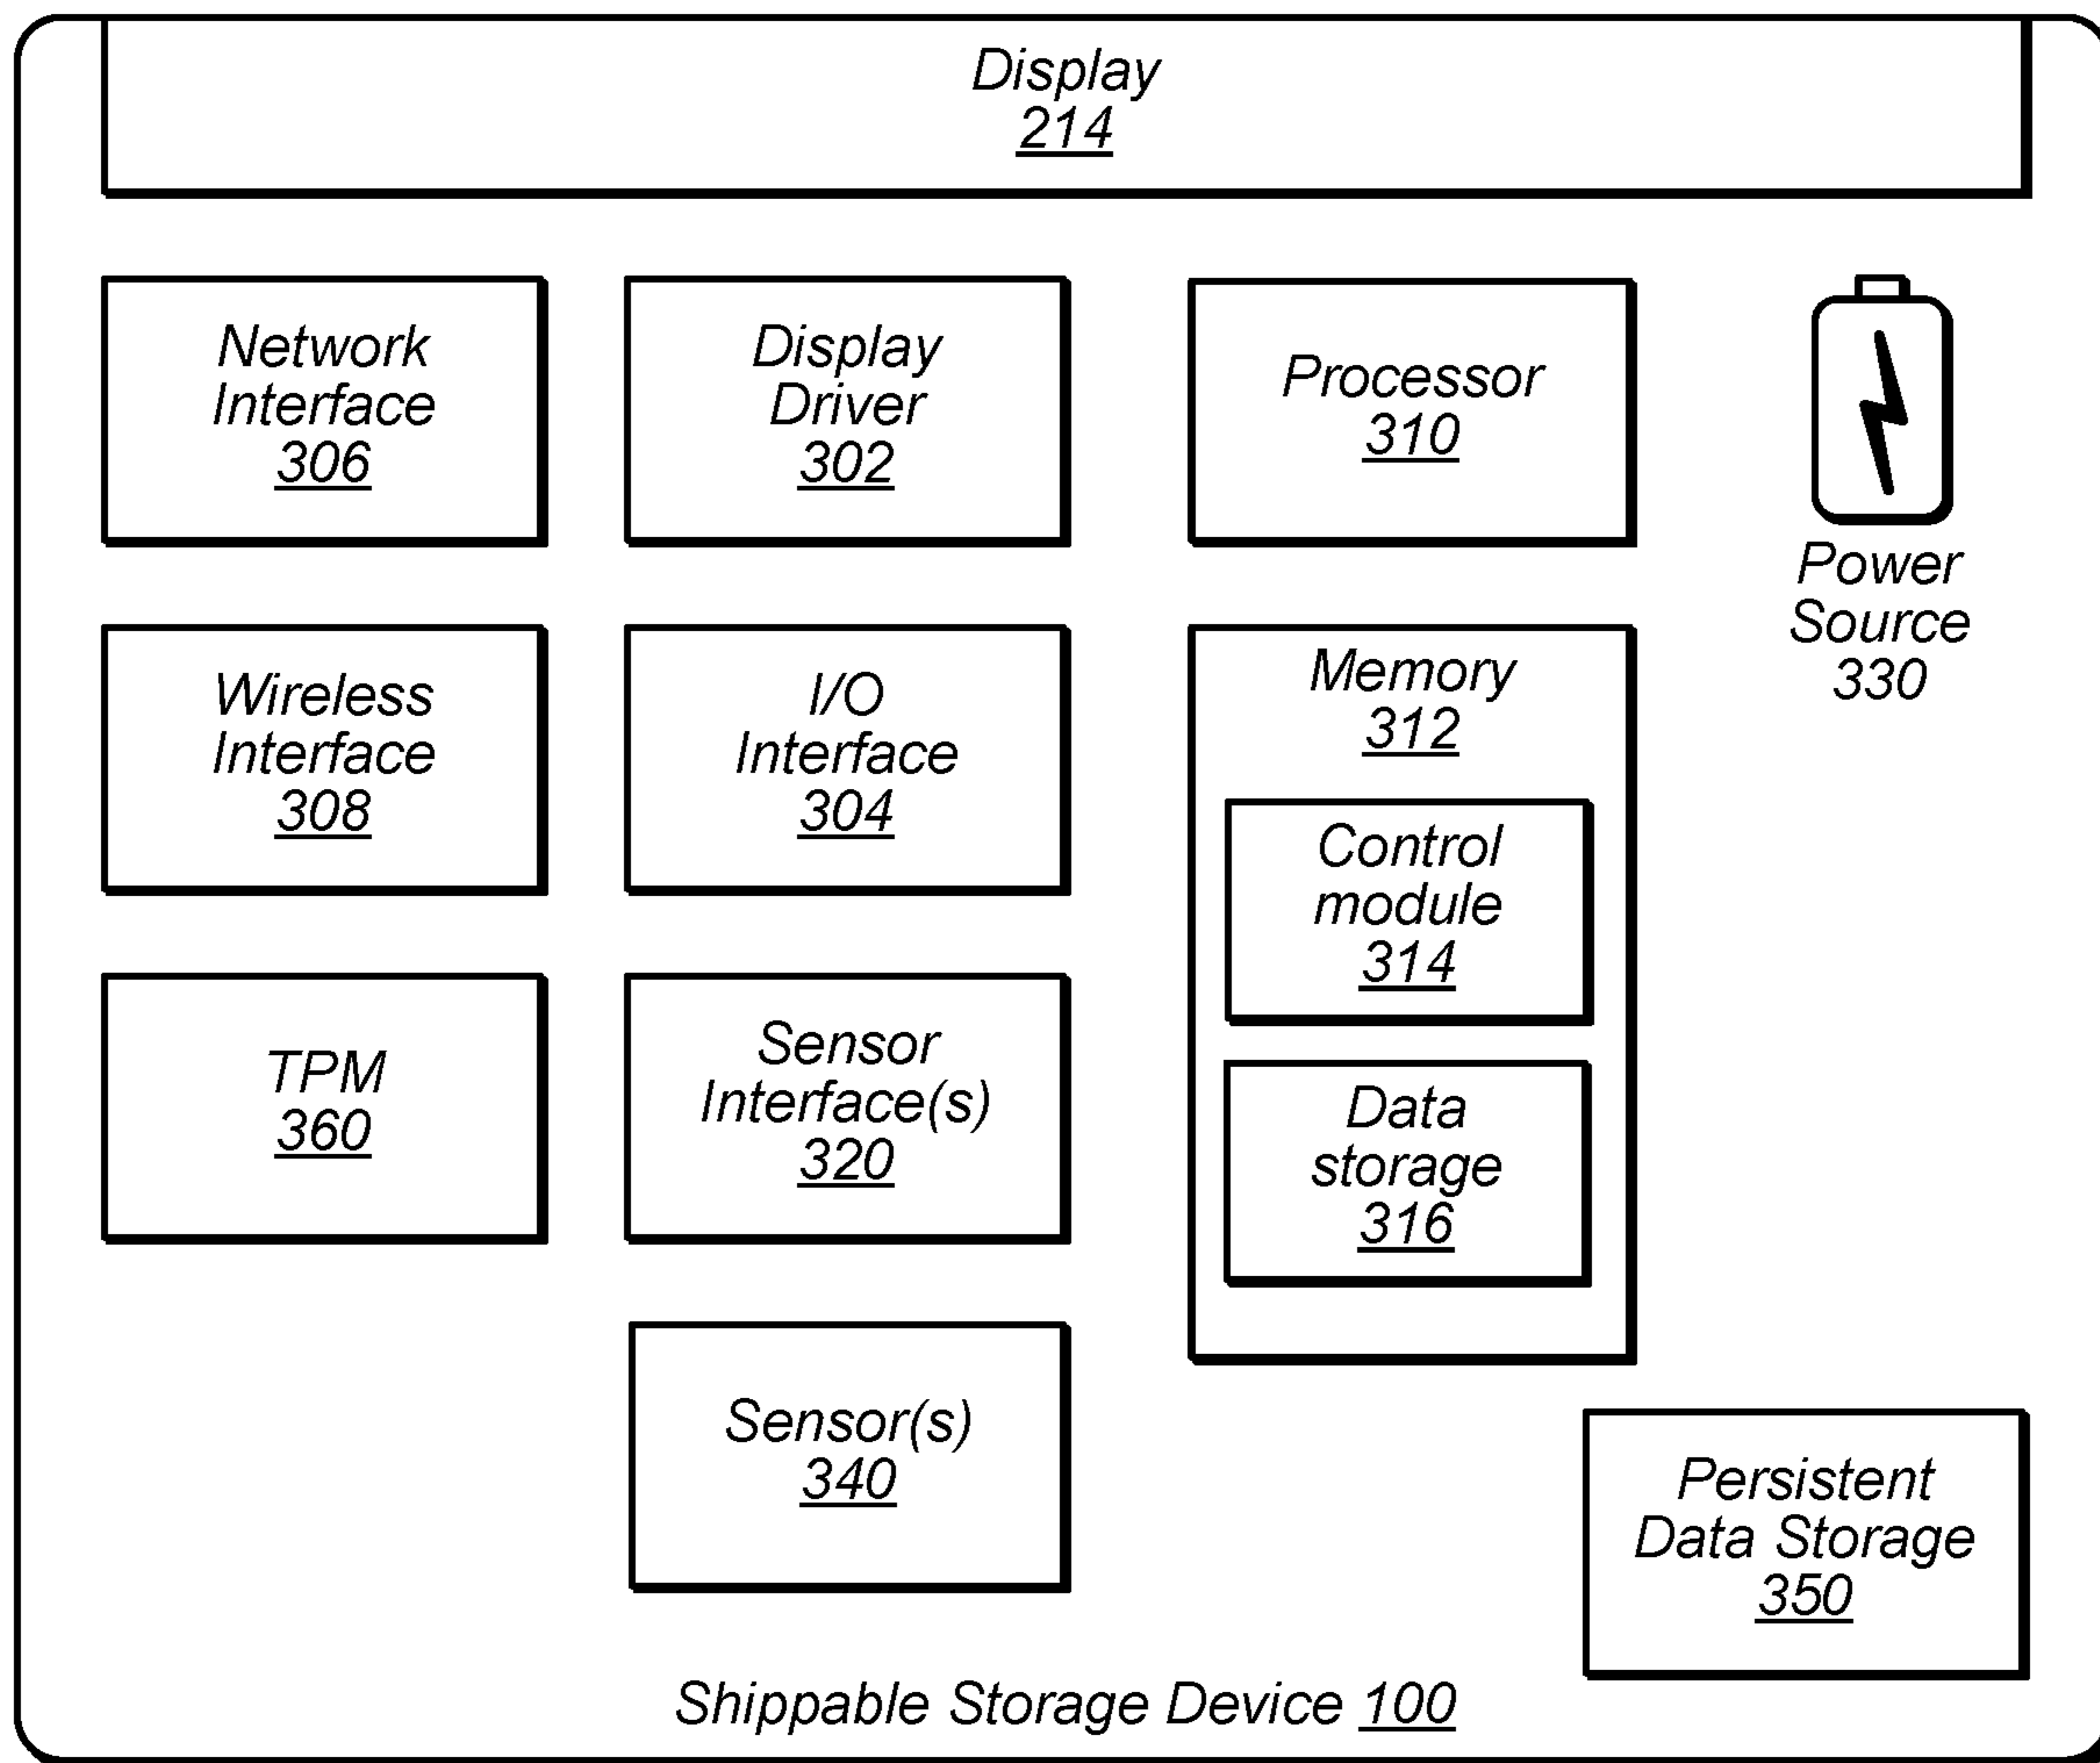 Display
214
Network
Interface
306
Display
Driver
302
Processor
310
Power
Source
330
Wireless
Interface
308
I/O
Interface
304
Memory
312
Control
module
314
Data
storage
316
TPM
360
Sensor
Interface(s)
320
Sensor(s)
340
Persistent
Data Storage
350
Shippable Storage Device 100